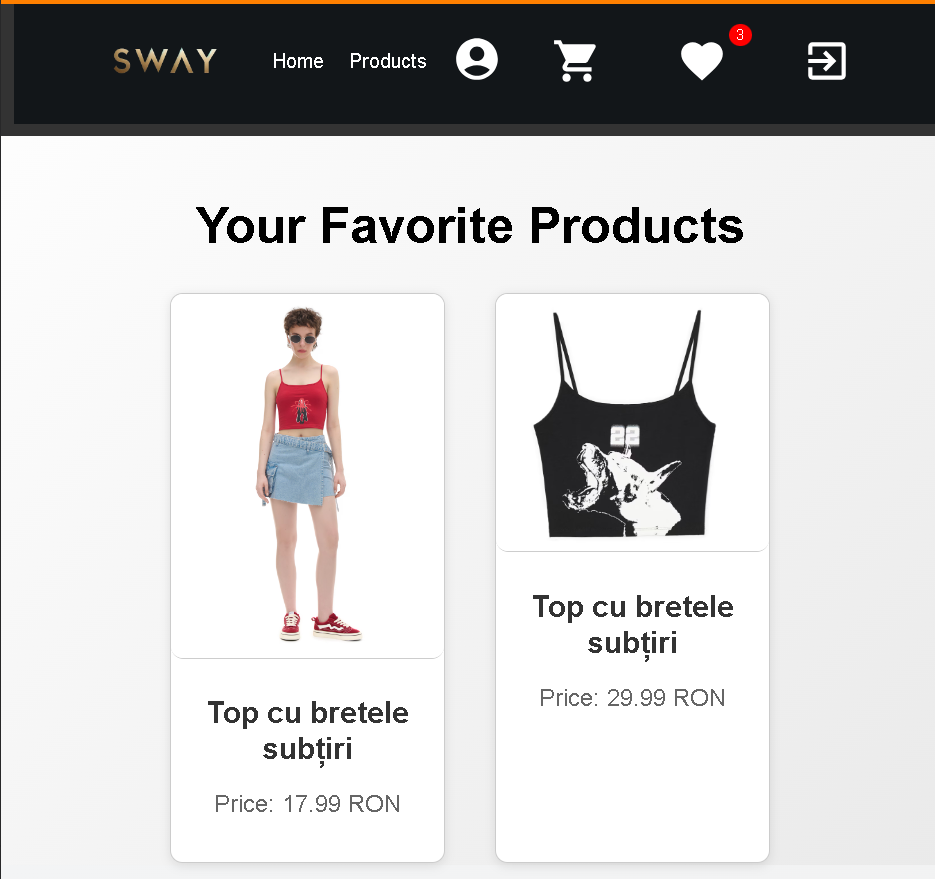 SWAY
Home
Products
3
Your Favorite Products
22
Top cu bretele
subțiri
Price: 17.99 RON
Top cu bretele
subțiri
Price: 29.99 RON